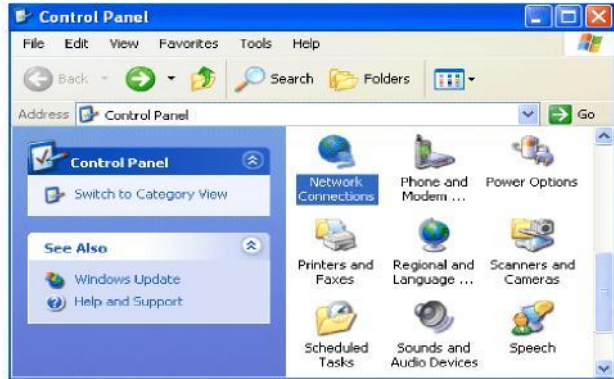 Control Panel
File Edit View Favorites Tools Help
Back Search Folders
Address Control Panel Go
Control Panel
Switch to Category View
See Also
Windows Update
Help and Support
Network Connections
Phone and Modem ...
Power Options
Printers and Faxes
Regional and Language ...
Scanners and Cameras
Scheduled Tasks
Sounds and Audio Devices
Speech